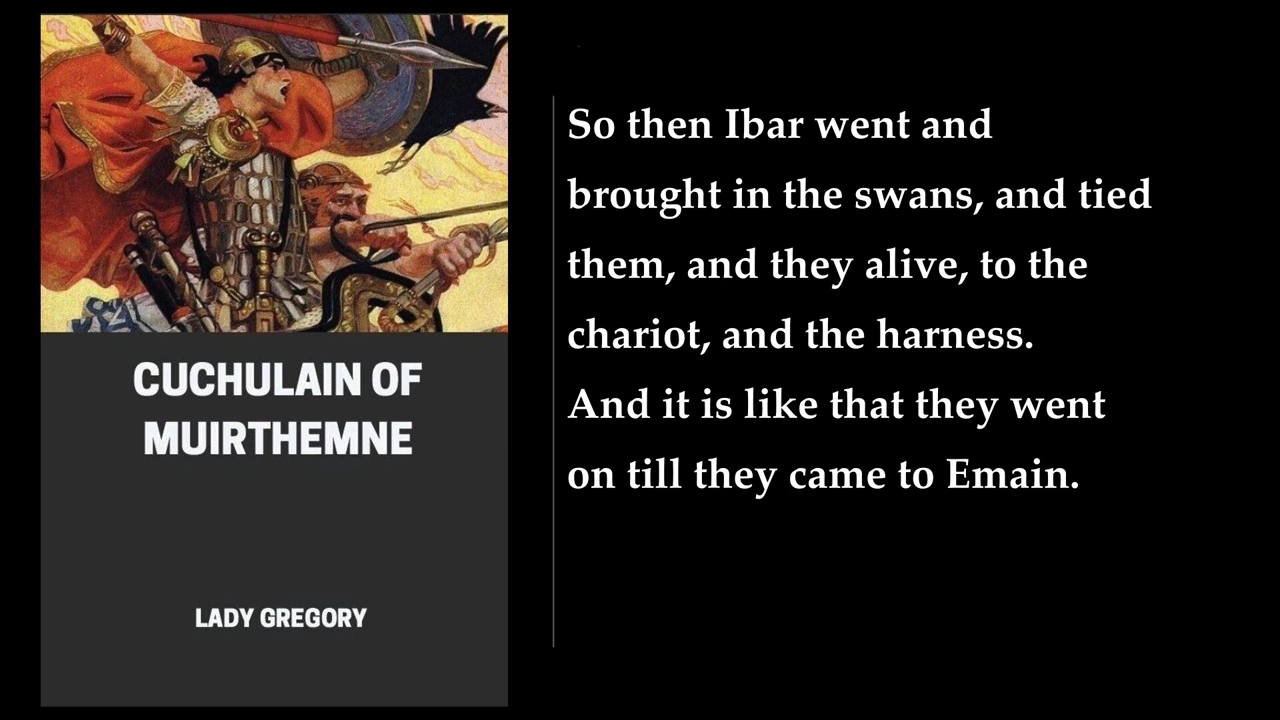 CUCHULAIN OF
MUIRTHEMNE
LADY GREGORY
So then Ibar went and
brought in the swans, and tied
them, and they alive, to the
chariot, and the harness.
And it is like that they went
on till they came to Emain.